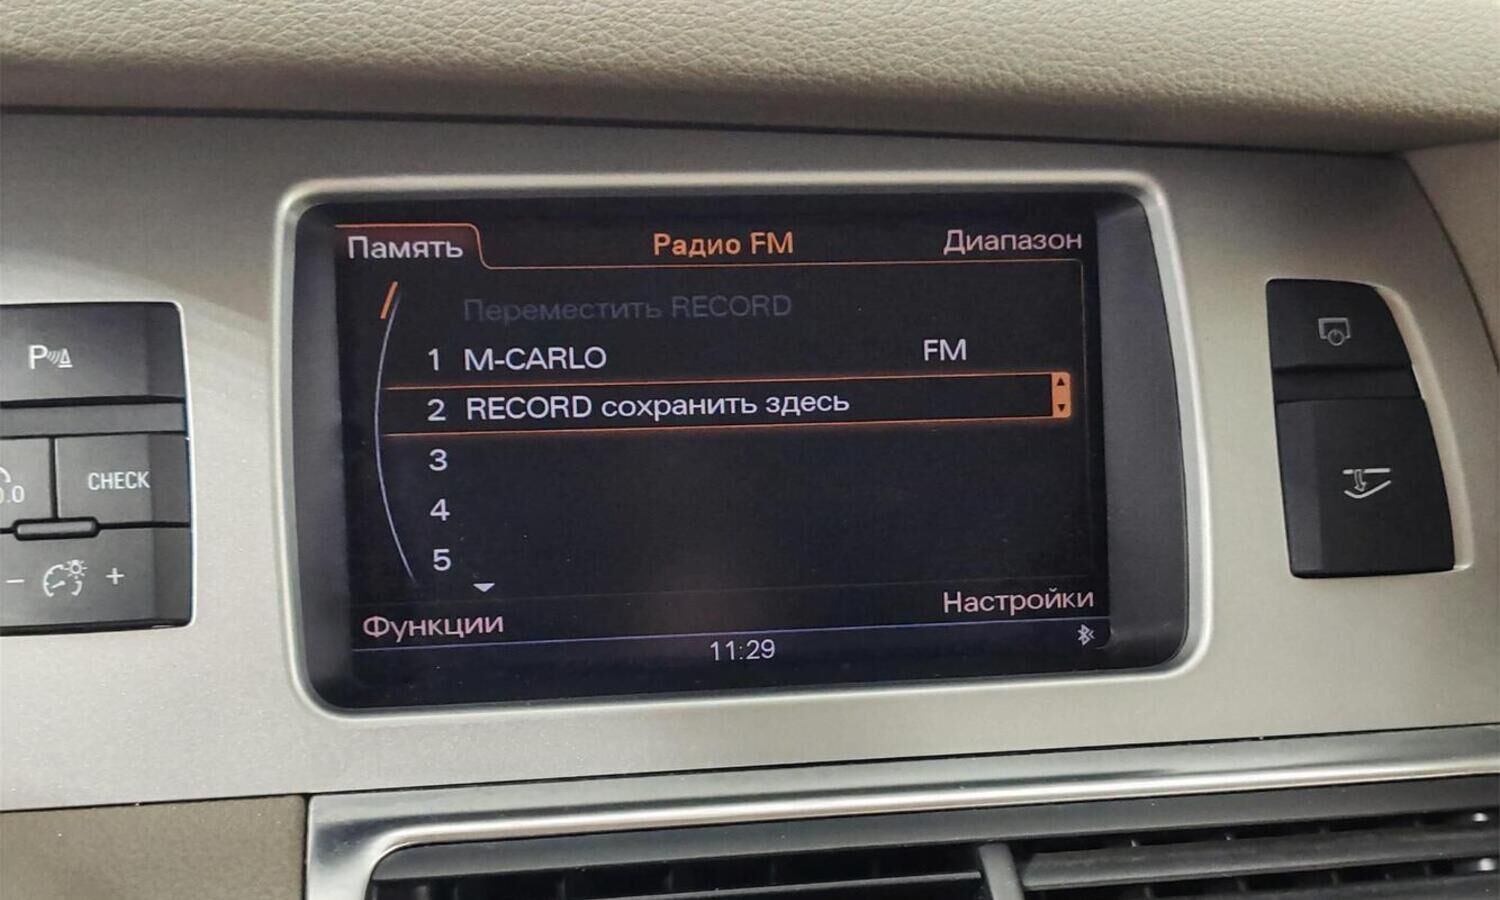 Память Радио FM Диапазон
Переместить RECORD
1 M-CARLO FM
2 RECORD сохранить здесь
3
4
5
Функции Настройки
11:29
P
CHECK
- +